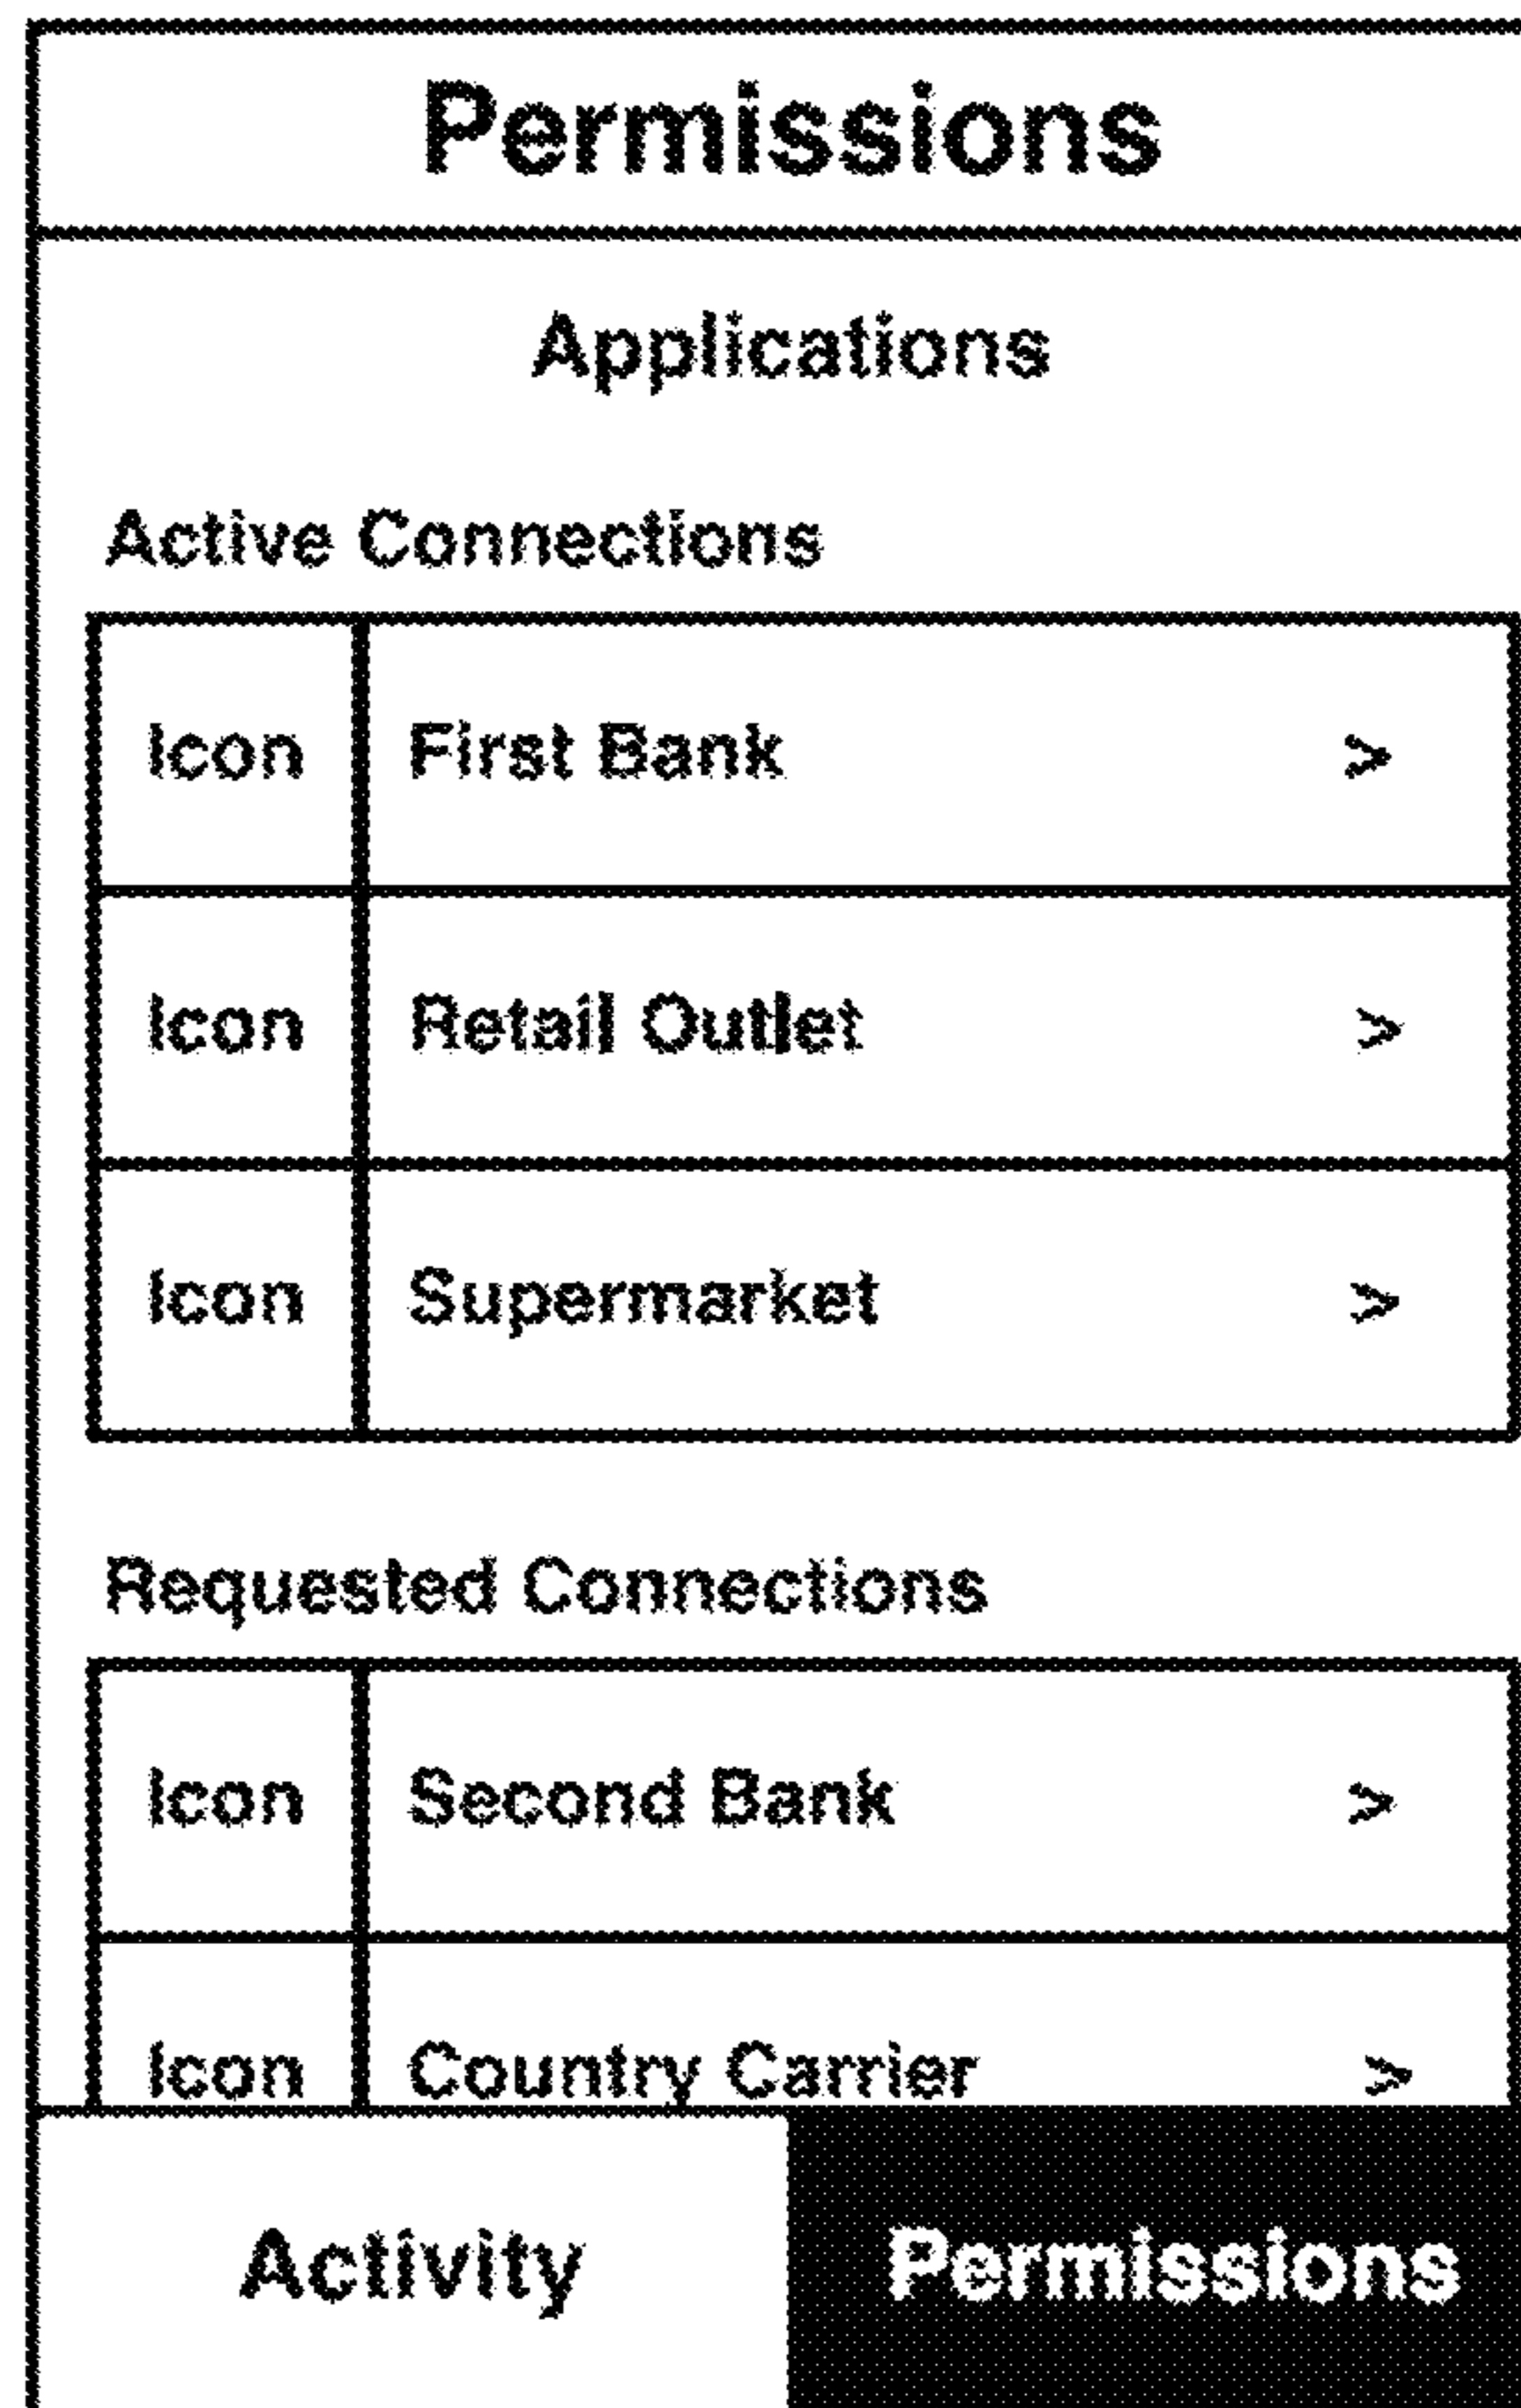 Permissions
Applications
Active Connections
Icon First Bank >
Icon Retail Outlet >
Icon Supermarket >
Requested Connections
Icon Second Bank >
Icon Country Carrier >
Activity Permissions